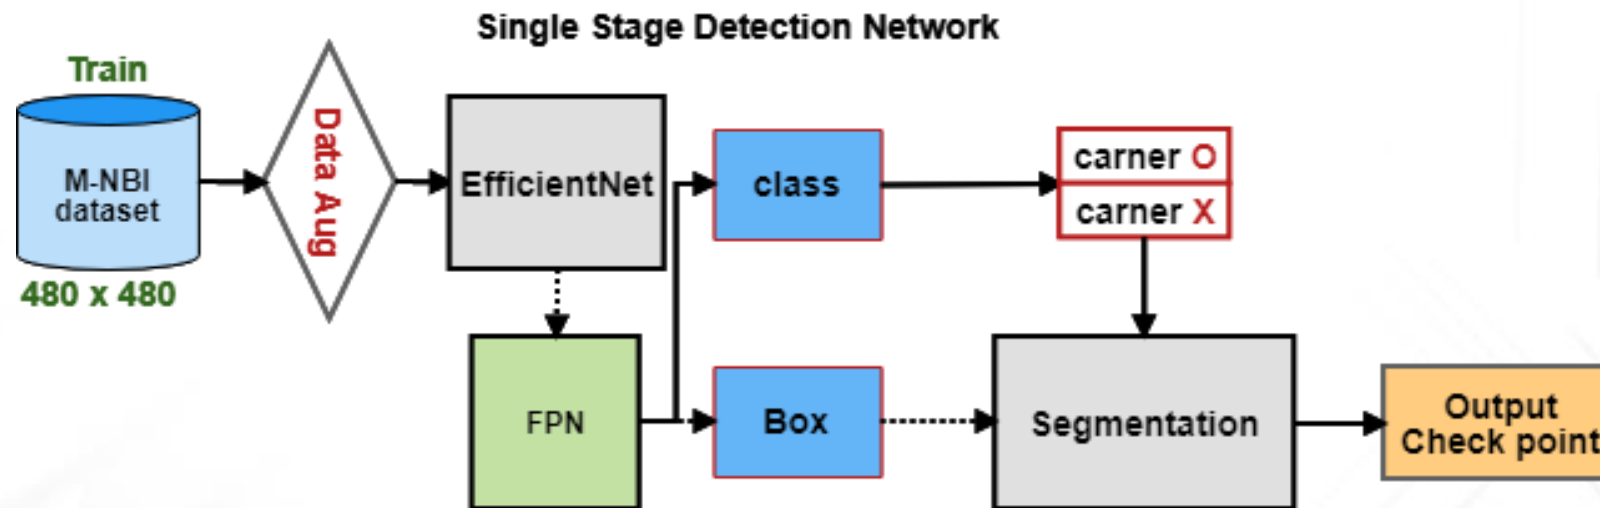 Single Stage Detection Network
Train
M-NBI
dataset
480 x 480
Data Aug
EfficientNet
class
carner O
carner X
FPN
Box
Segmentation
Output
Check point